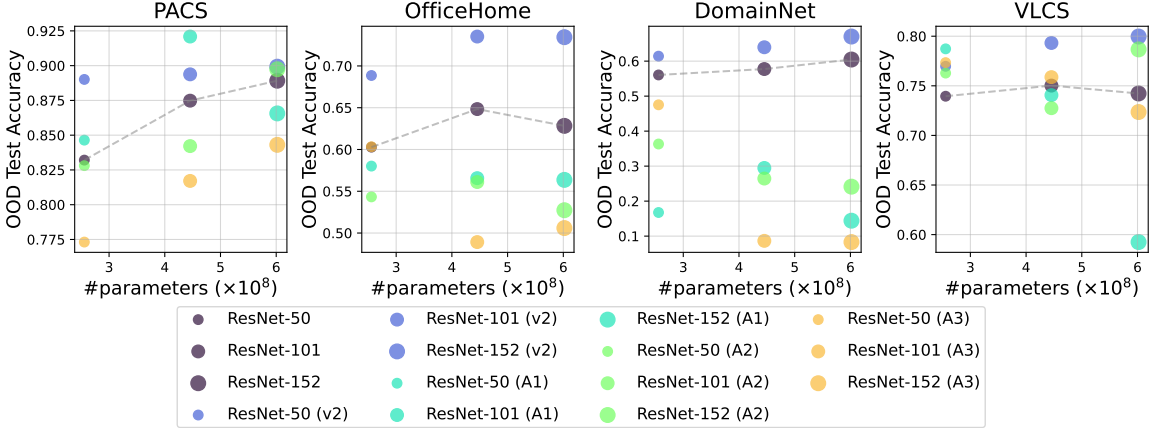 PACS
OfficeHome
DomainNet
VLCS
OOD Test Accuracy
0.925
0.900
0.875
0.850
0.825
0.800
0.775
3 4 5 6
#parameters (×10⁸)
OOD Test Accuracy
0.70
0.65
0.60
0.55
0.50
3 4 5 6
#parameters (×10⁸)
OOD Test Accuracy
0.6
0.5
0.4
0.3
0.2
0.1
3 4 5 6
#parameters (×10⁸)
OOD Test Accuracy
0.80
0.75
0.70
0.65
0.60
3 4 5 6
#parameters (×10⁸)
ResNet-50
ResNet-101
ResNet-152
ResNet-50 (v2)
ResNet-101 (v2)
ResNet-152 (v2)
ResNet-50 (A1)
ResNet-101 (A1)
ResNet-152 (A1)
ResNet-50 (A2)
ResNet-101 (A2)
ResNet-152 (A2)
ResNet-50 (A3)
ResNet-101 (A3)
ResNet-152 (A3)